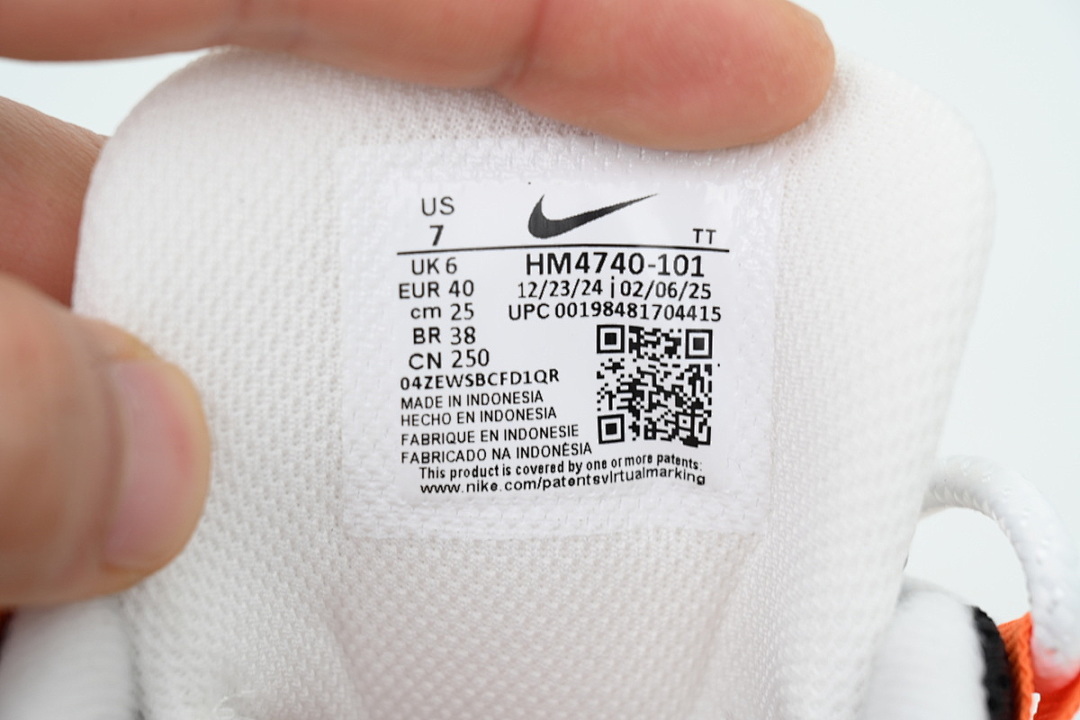 US
7
TT
UK 6
HM4740-101
EUR 40
12/23/24 | 02/06/25
cm 25
UPC 00198481704415
BR 38
CN 250
04ZEWSBCFD1QR
MADE IN INDONESIA
HECHO EN INDONESIA
FABRIQUE EN INDONESIE
FABRICADO NA INDONÉSIA
This product is covered by one or more patents:
www.nike.com/patentsvirtualmarking